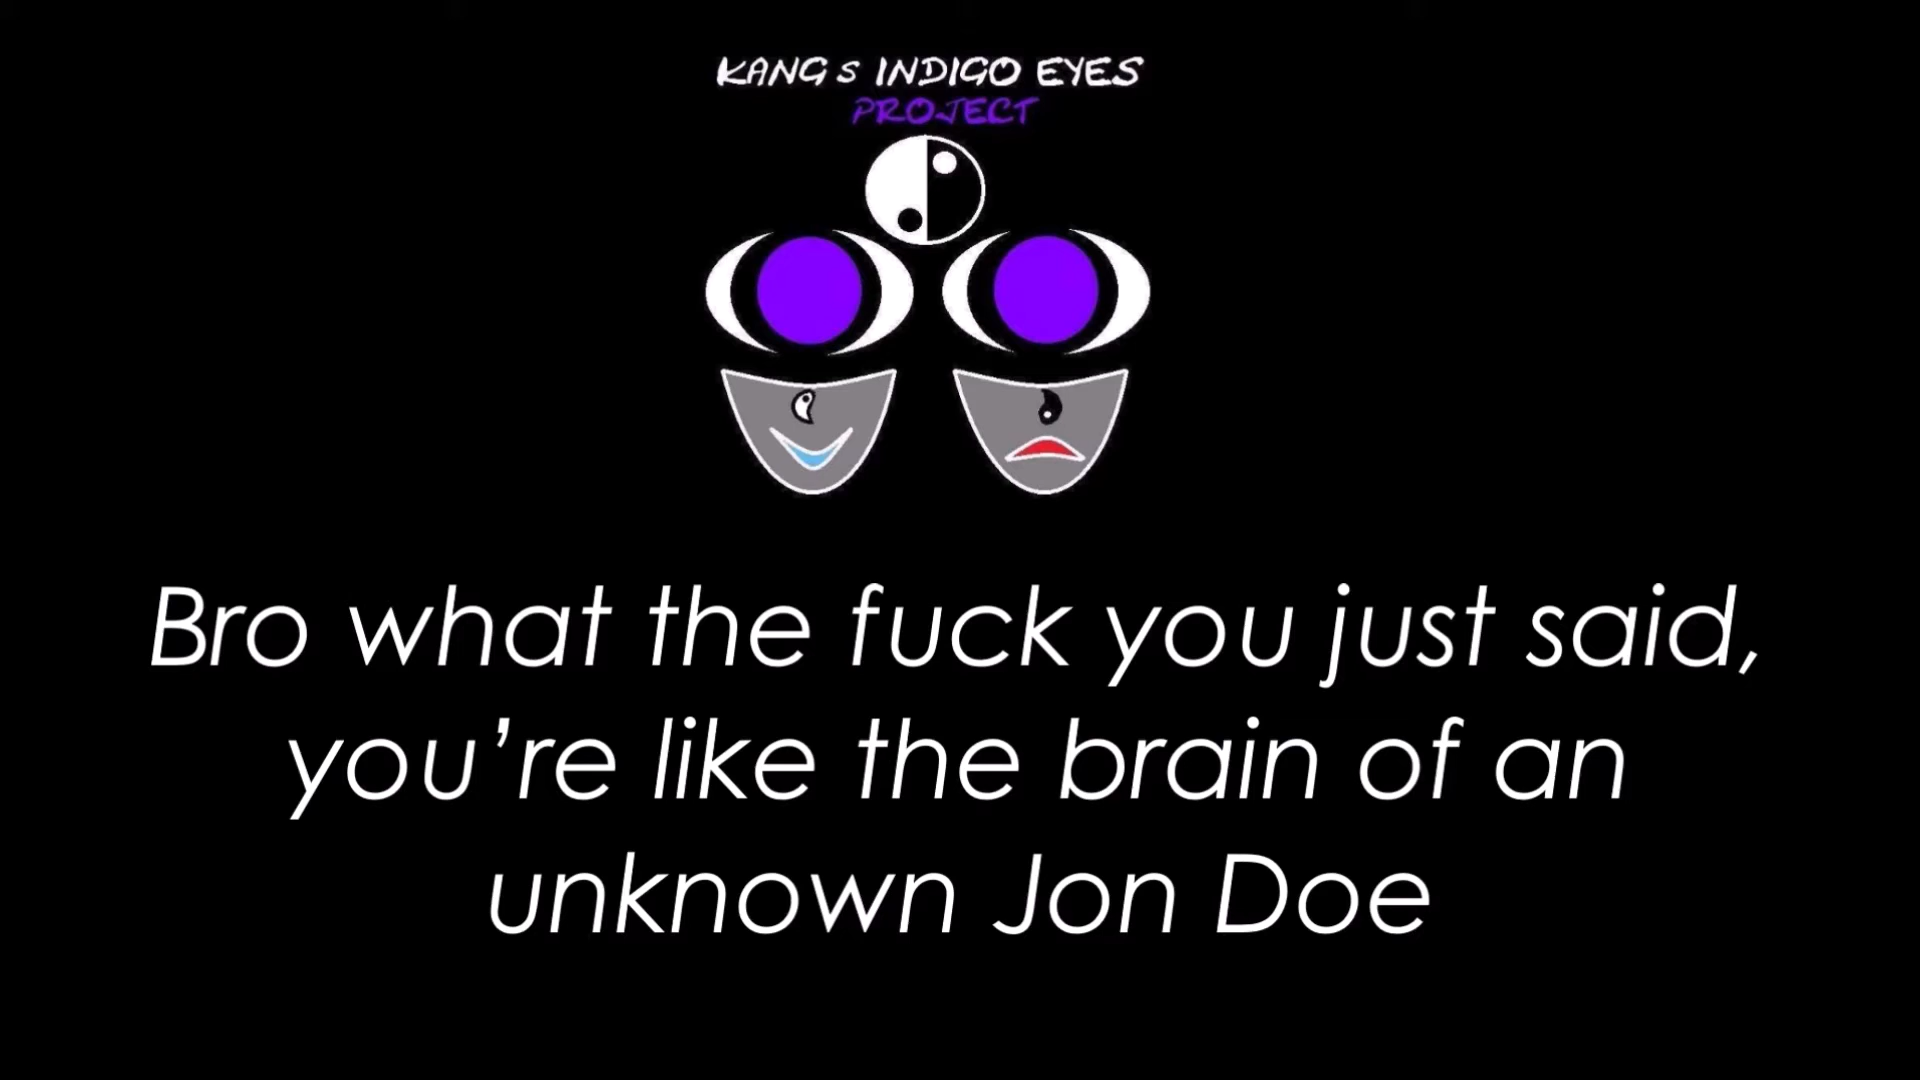 KANG s INDIGO EYES
PROJECT
Bro what the fuck you just said,
you’re like the brain of an
unknown Jon Doe